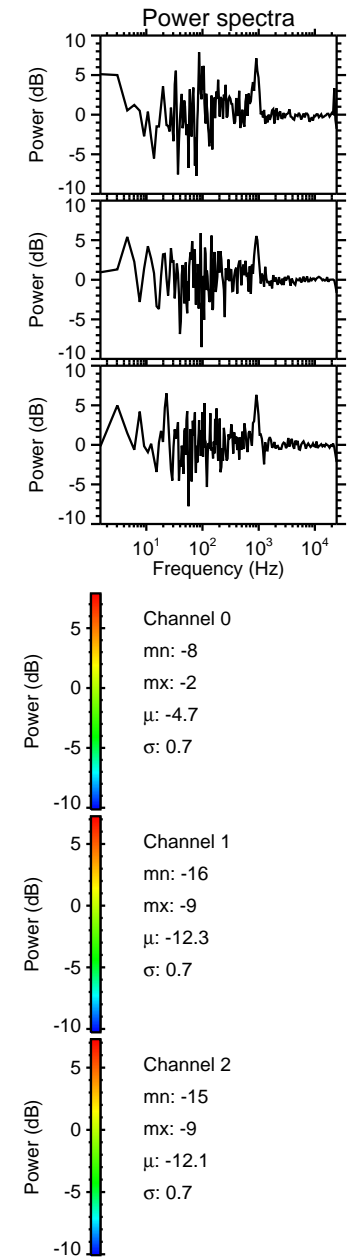 Power spectra
10
5
0
-5
-10
Power (dB)
10
5
0
-5
-10
Power (dB)
10
5
0
-5
-10
Power (dB)
10¹ 10² 10³ 10⁴
Frequency (Hz)
5
0
-5
-10
Power (dB)
Channel 0
mn: -8
mx: -2
μ: -4.7
σ: 0.7
5
0
-5
-10
Power (dB)
Channel 1
mn: -16
mx: -9
μ: -12.3
σ: 0.7
5
0
-5
-10
Power (dB)
Channel 2
mn: -15
mx: -9
μ: -12.1
σ: 0.7